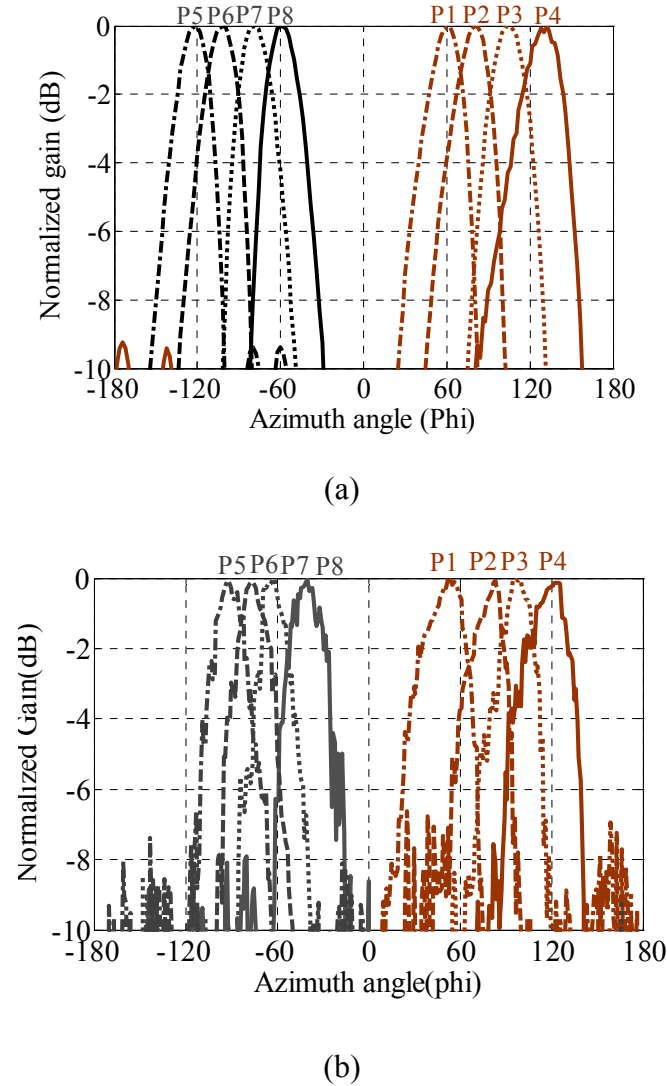 P5 P6 P7 P8 P1 P2 P3 P4
0
-2
-4
-6
-8
-10
Normalized gain (dB)
-180 -120 -60 0 60 120 180
Azimuth angle (Phi)
(a)
P5 P6 P7 P8 P1 P2 P3 P4
0
-2
-4
-6
-8
-10
Normalized Gain(dB)
-180 -120 -60 0 60 120 180
Azimuth angle(phi)
(b)